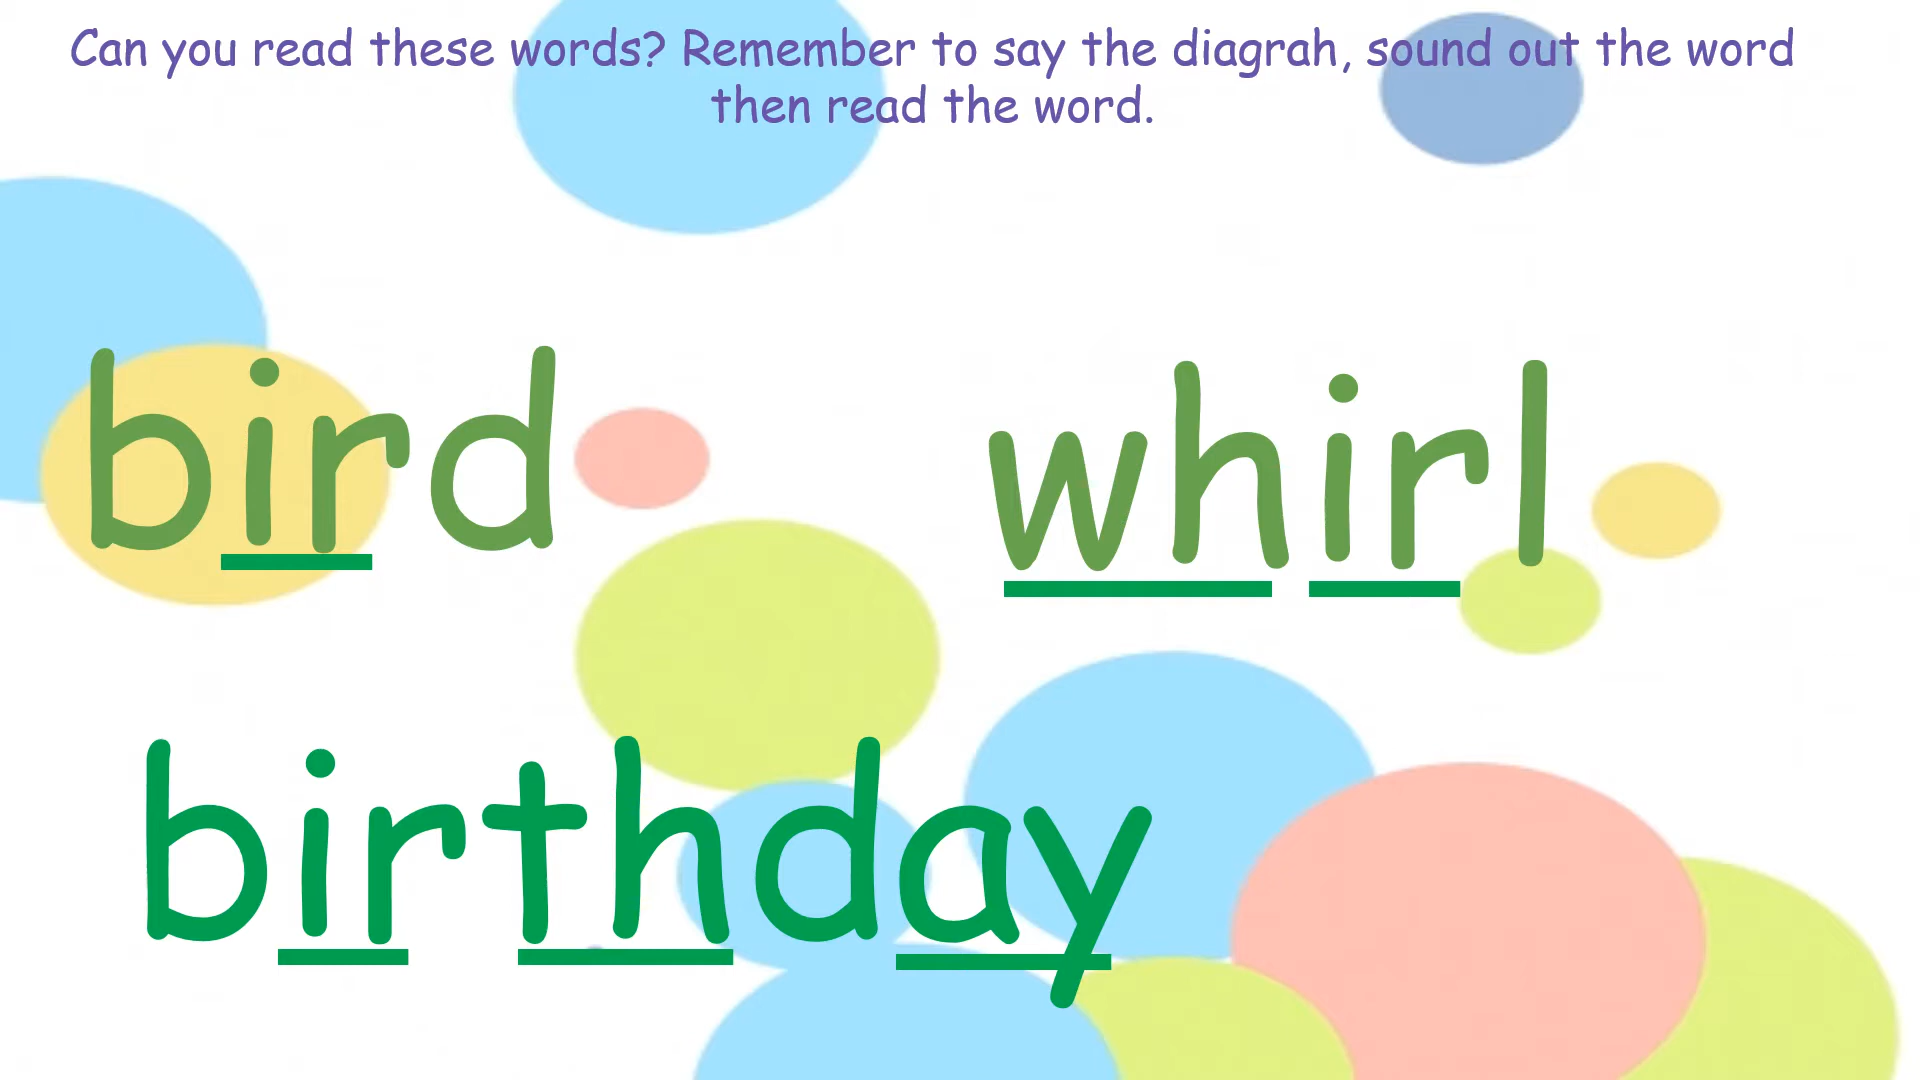 Can you read these words? Remember to say the diagrah, sound out the word
then read the word.
bird whirl
birthday